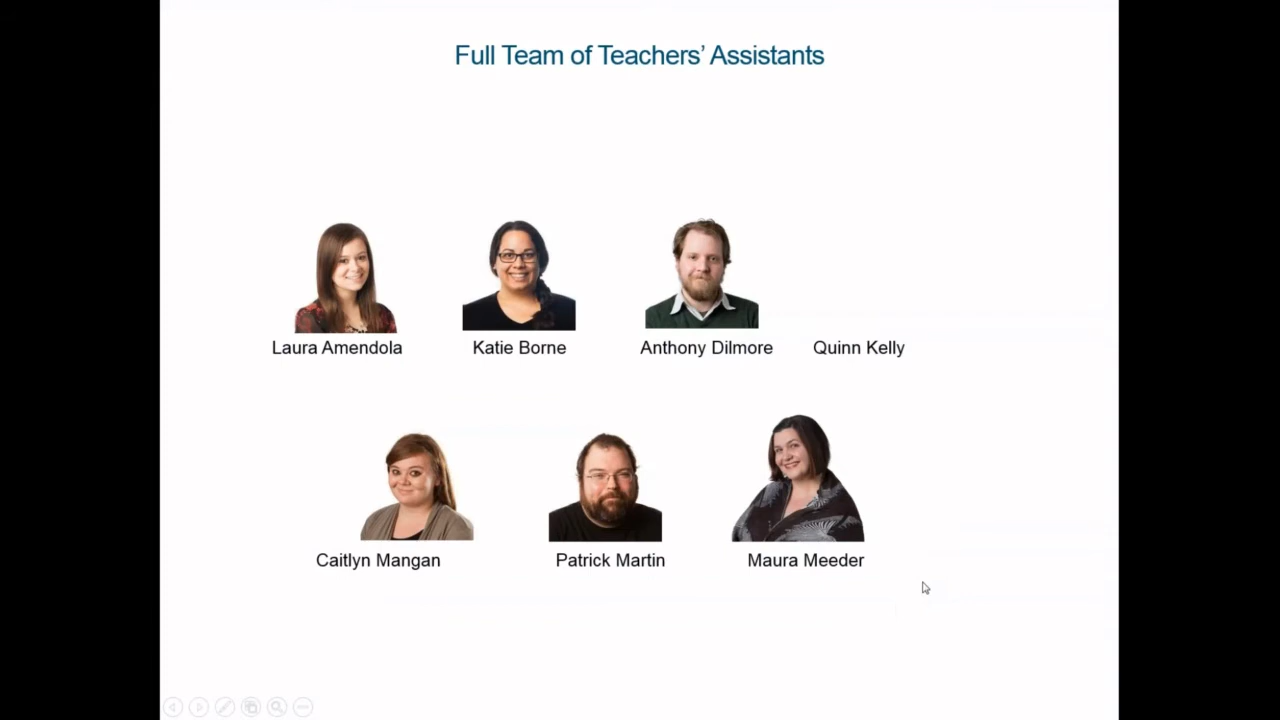 Full Team of Teachers’ Assistants
Laura Amendola
Katie Borne
Anthony Dilmore
Quinn Kelly
Caitlyn Mangan
Patrick Martin
Maura Meeder